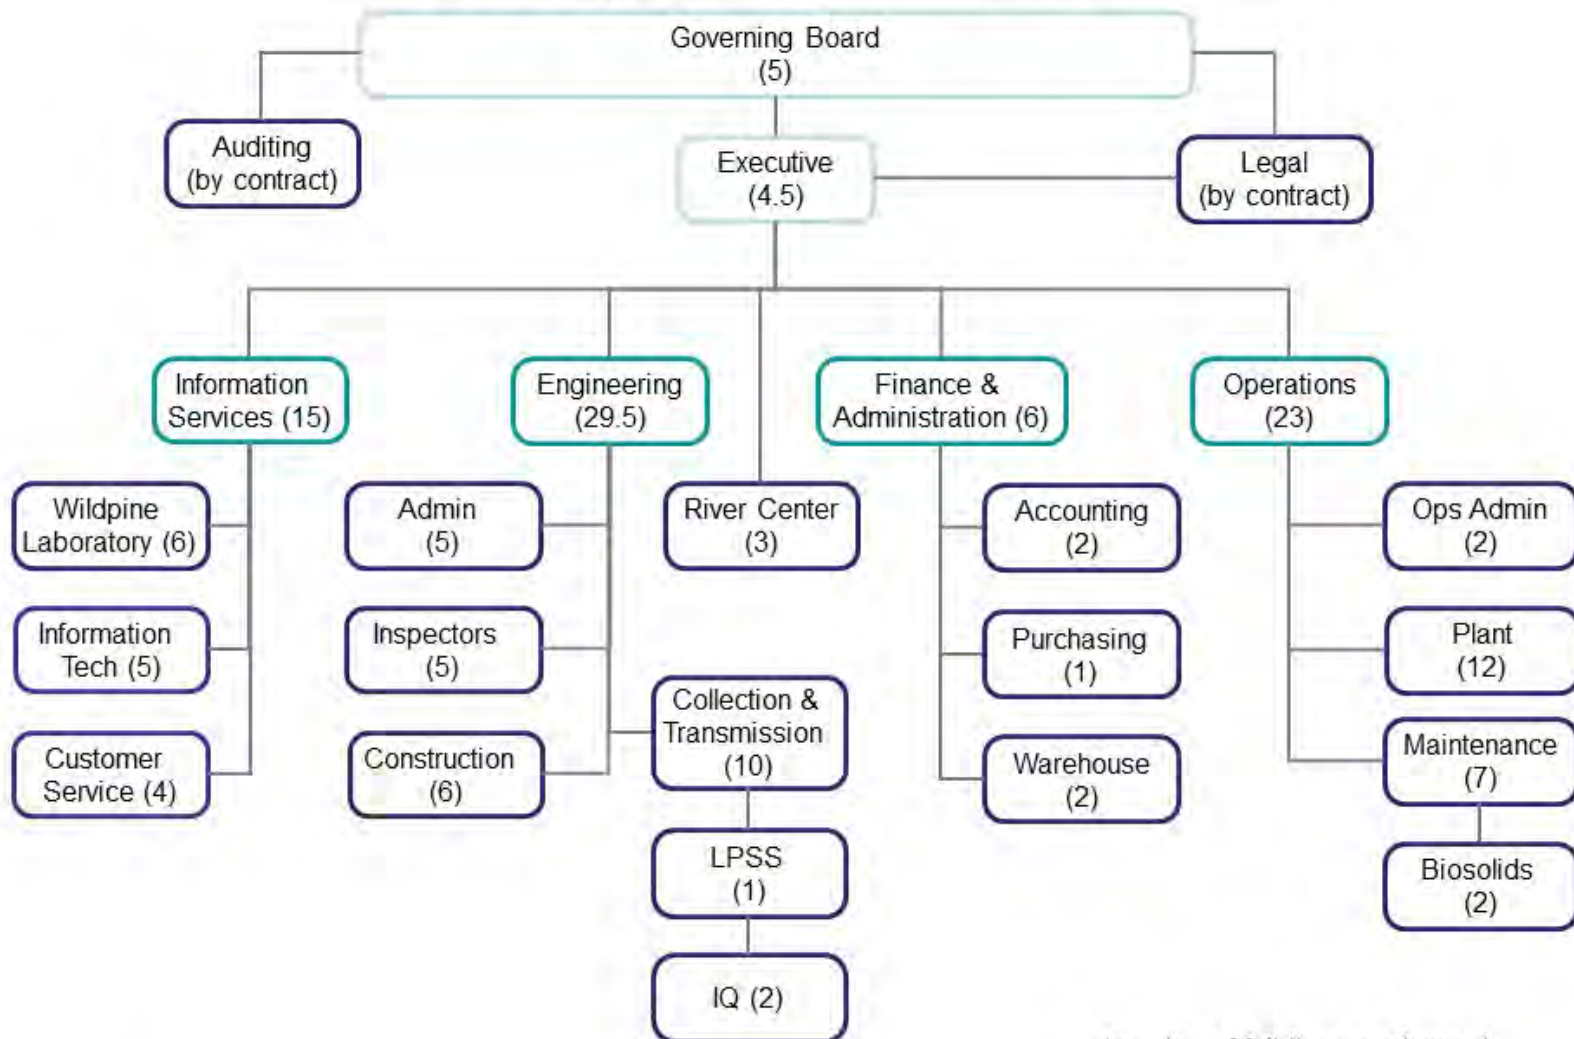 Governing Board
(5)
Auditing
(by contract)
Executive
(4.5)
Legal
(by contract)
Information
Services (15)
Engineering
(29.5)
Finance &
Administration (6)
Operations
(23)
Wildpine
Laboratory (6)
Admin
(5)
River Center
(3)
Accounting
(2)
Ops Admin
(2)
Information
Tech (5)
Inspectors
(5)
Purchasing
(1)
Plant
(12)
Collection &
Transmission
(10)
Customer
Service (4)
Construction
(6)
Warehouse
(2)
Maintenance
(7)
LPSS
(1)
Biosolids
(2)
IQ (2)